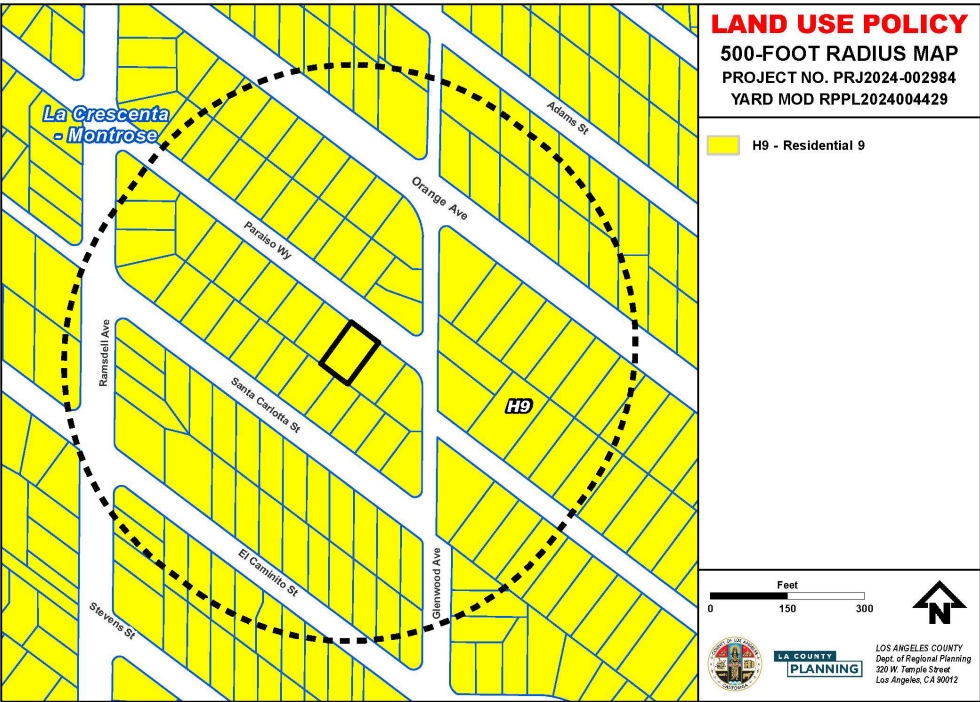 LAND USE POLICY
500-FOOT RADIUS MAP
PROJECT NO. PRJ2024-002984
YARD MOD RPPL2024004429
H9 - Residential 9
La Crescenta
- Montrose
Adams St
Orange Ave
Paraiso Wy
Ramsdell Ave
Santa Carlotta St
H9
El Caminito St
Glenwood Ave
Stevens St
Feet
0 150 300
N
LA COUNTY
PLANNING
LOS ANGELES COUNTY
Dept. of Regional Planning
320 W. Temple Street
Los Angeles, CA 90012